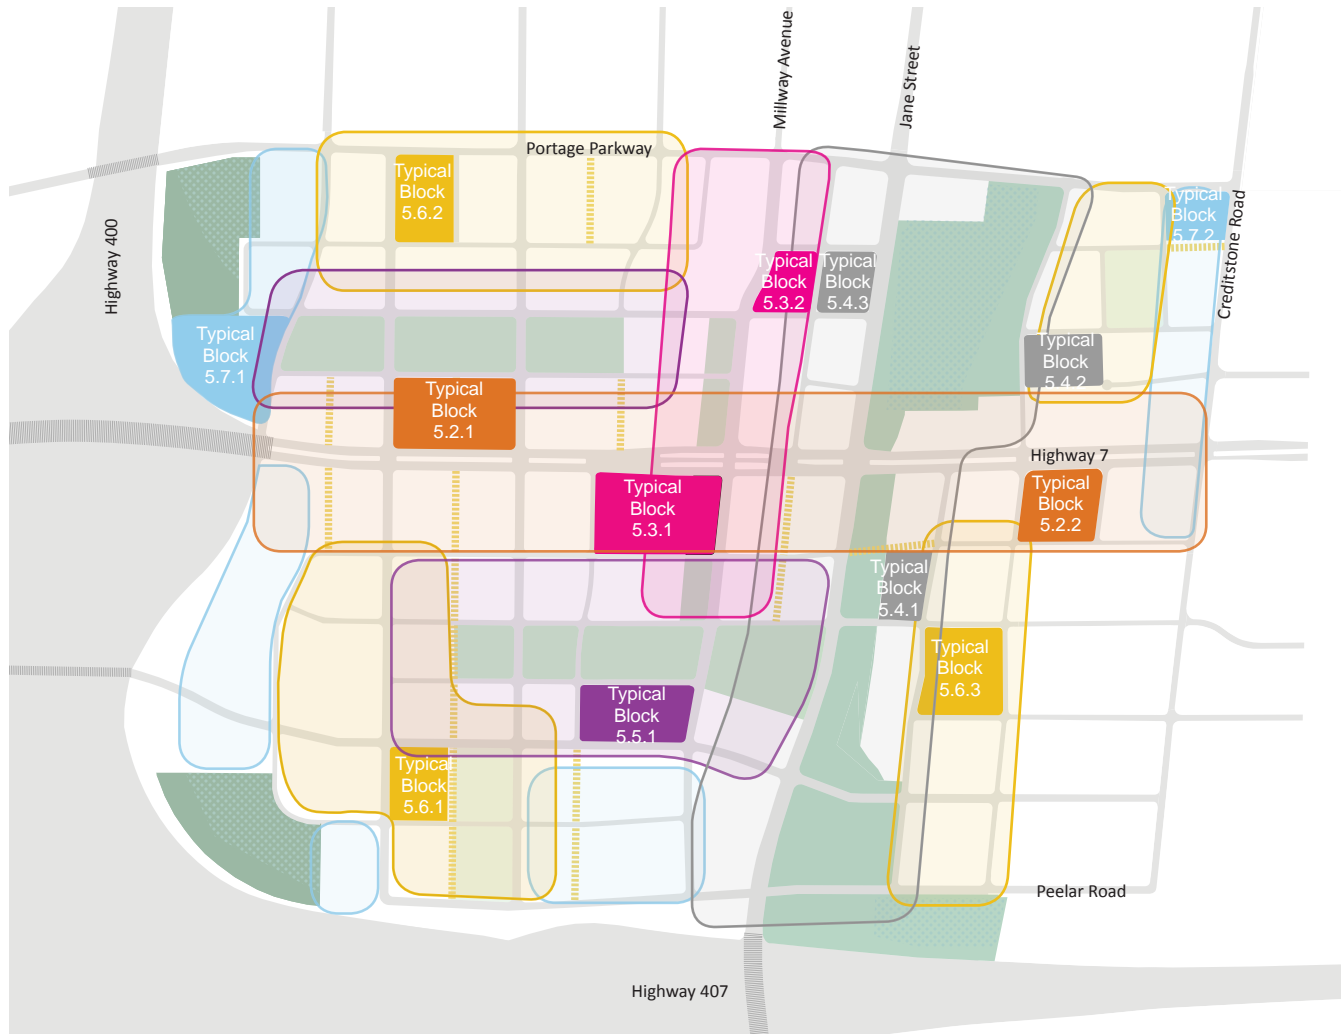 Millway Avenue
Jane Street
Portage Parkway
Typical
Block
5.6.2
Typical
Block
5.7.2
Creditstone Road
Highway 400
Typical
Block
5.3.2
Typical
Block
5.4.3
Typical
Block
5.7.1
Typical
Block
5.4.2
Typical
Block
5.2.1
Highway 7
Typical
Block
5.3.1
Typical
Block
5.2.2
Typical
Block
5.4.1
Typical
Block
5.6.3
Typical
Block
5.5.1
Typical
Block
5.6.1
Peelar Road
Highway 407